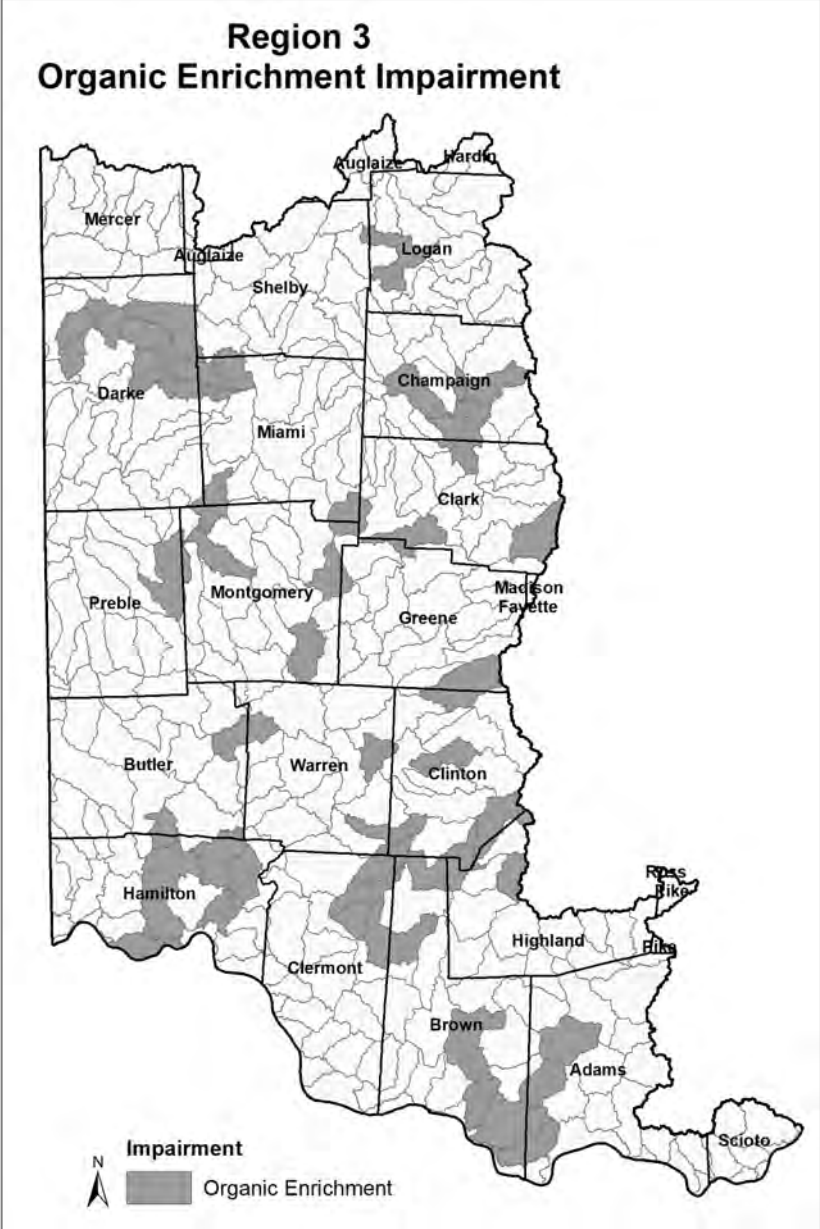 Region 3
Organic Enrichment Impairment
Auglaize
Hardin
Mercer
Auglaize
Logan
Shelby
Champaign
Darke
Miami
Clark
Madison
Fayette
Preble
Montgomery
Greene
Butler
Warren
Clinton
Hamilton
Ross
Pike
Highland
Pike
Clermont
Brown
Adams
Scioto
Impairment
N
Organic Enrichment